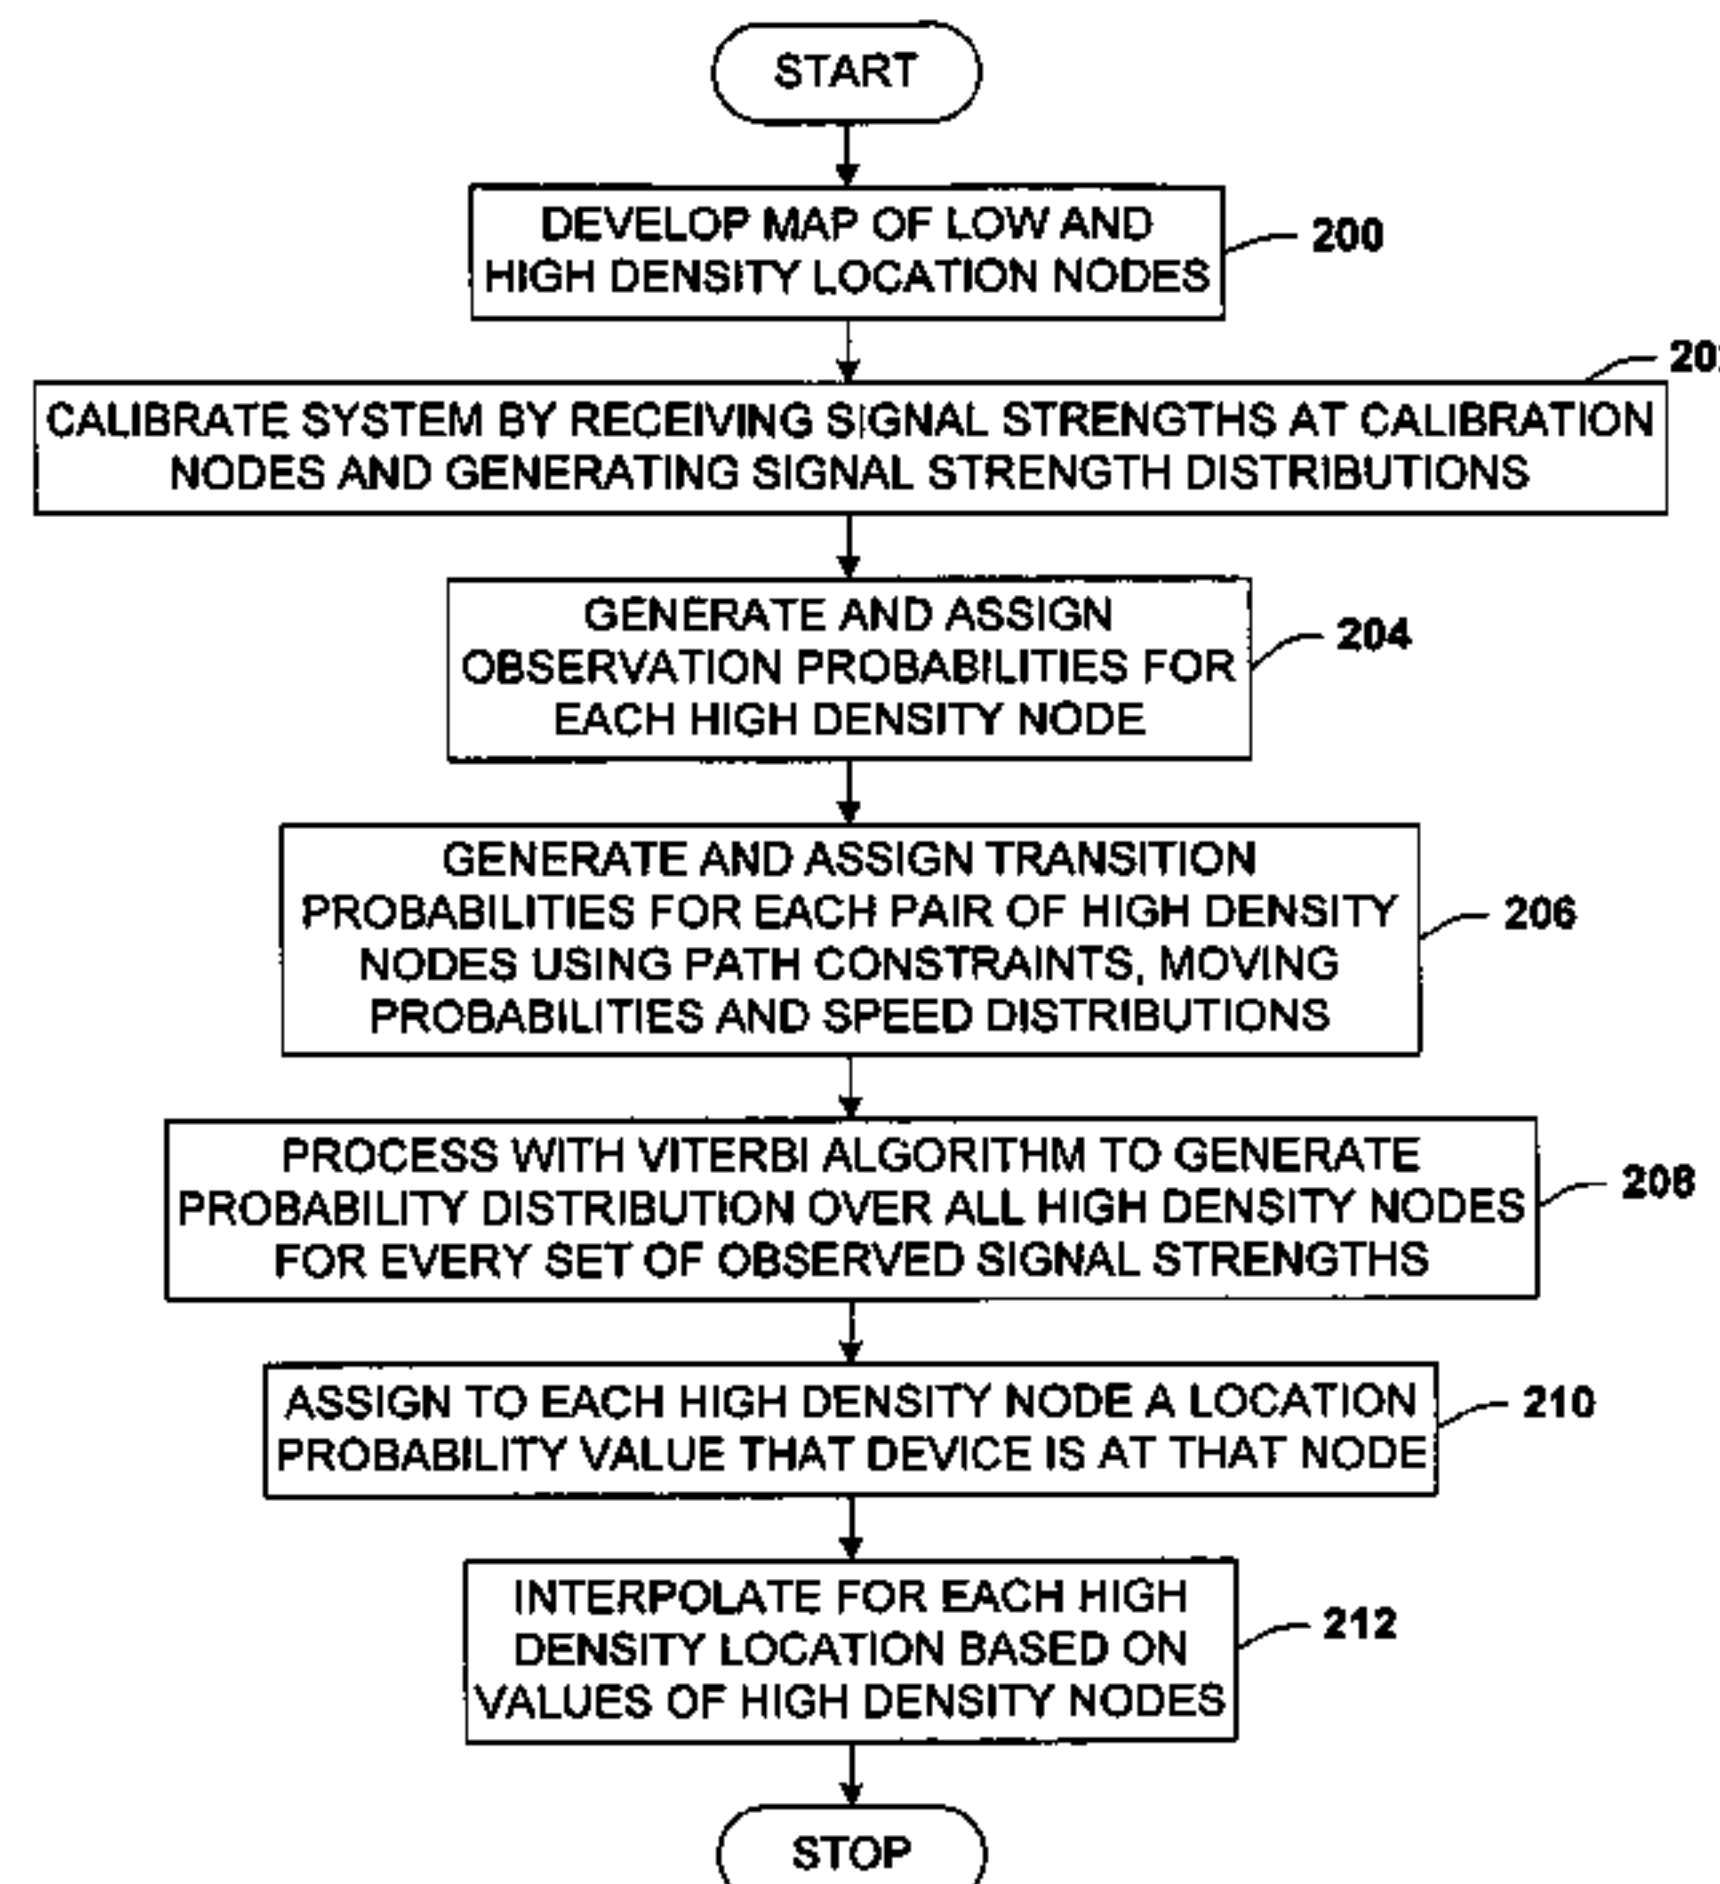 START
DEVELOP MAP OF LOW AND
HIGH DENSITY LOCATION NODES
200
CALIBRATE SYSTEM BY RECEIVING SIGNAL STRENGTHS AT CALIBRATION
NODES AND GENERATING SIGNAL STRENGTH DISTRIBUTIONS
GENERATE AND ASSIGN
OBSERVATION PROBABILITIES FOR
EACH HIGH DENSITY NODE
204
GENERATE AND ASSIGN TRANSITION
PROBABILITIES FOR EACH PAIR OF HIGH DENSITY
NODES USING PATH CONSTRAINTS, MOVING
PROBABILITIES AND SPEED DISTRIBUTIONS
206
PROCESS WITH VITERBI ALGORITHM TO GENERATE
PROBABILITY DISTRIBUTION OVER ALL HIGH DENSITY NODES
FOR EVERY SET OF OBSERVED SIGNAL STRENGTHS
208
ASSIGN TO EACH HIGH DENSITY NODE A LOCATION
PROBABILITY VALUE THAT DEVICE IS AT THAT NODE
210
INTERPOLATE FOR EACH HIGH
DENSITY LOCATION BASED ON
VALUES OF HIGH DENSITY NODES
212
STOP